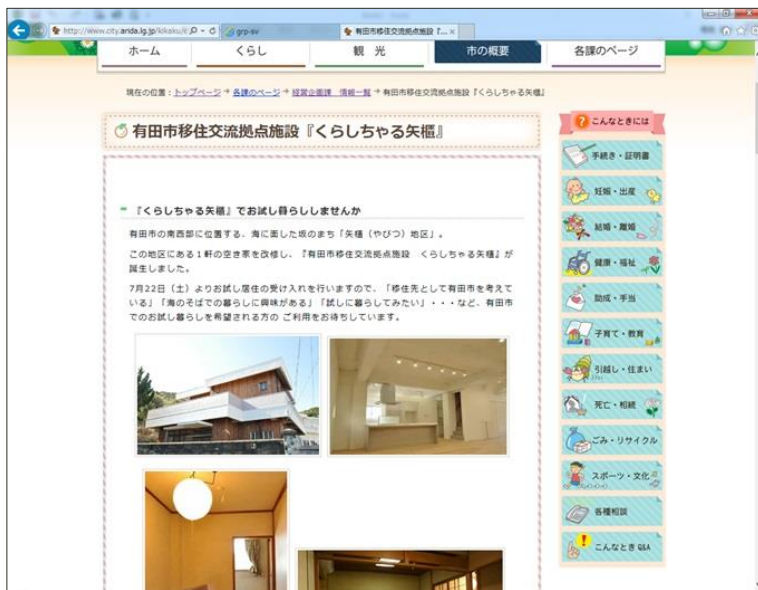 http://www.city.arida.lg.jp/kikaku/i
grp-sv
有田市移住交流拠点施設『...
ホーム
くらし
観 光
市の概要
各課のページ
現在の位置：トップページ → 各課のページ → 経営企画課 情報一覧 → 有田市移住交流拠点施設『くらしちゃる矢櫃』
有田市移住交流拠点施設『くらしちゃる矢櫃』
『くらしちゃる矢櫃』でお試し暮らししませんか
有田市の南西部に位置する、海に面した坂のまち「矢櫃（やびつ）地区」。
この地区にある１軒の空き家を改修し、『有田市移住交流拠点施設　くらしちゃる矢櫃』が
誕生しました。
7月22日（土）よりお試し居住の受け入れを行いますので、「移住先として有田市を考えて
いる」「海のそばでの暮らしに興味がある」「試しに暮らしてみたい」・・・など、有田市
でのお試し暮らしを希望される方の ご利用をお待ちしています。
こんなときには
手続き・証明書
妊娠・出産
結婚・離婚
健康・福祉
助成・手当
子育て・教育
引越し・住まい
死亡・相続
ごみ・リサイクル
スポーツ・文化
各種相談
こんなとき Q&A